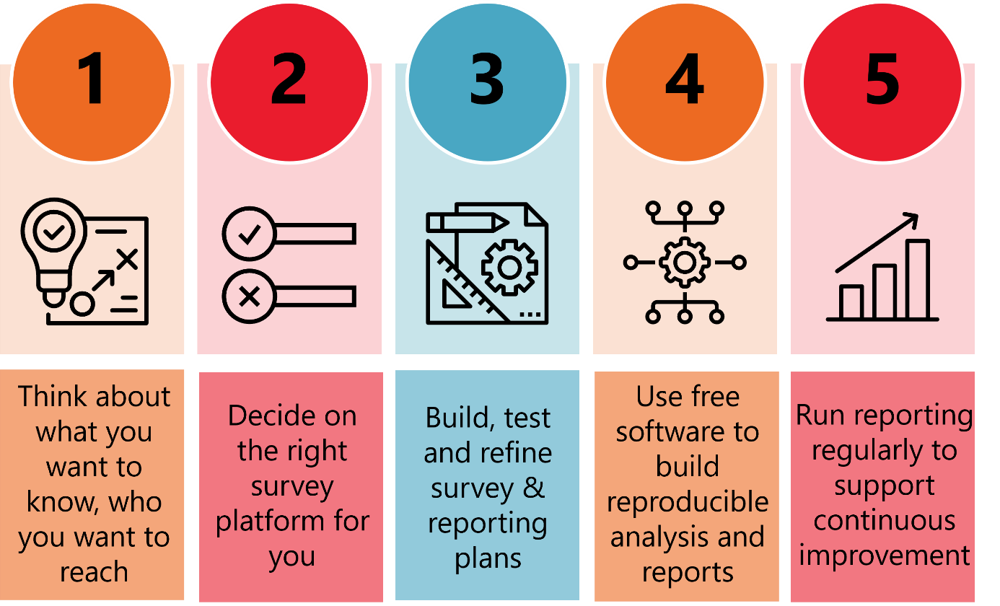 1
2
3
4
5
Think about
what you
want to
know, who
you want to
reach
Decide on
the right
survey
platform for
you
Build, test
and refine
survey &
reporting
plans
Use free
software to
build
reproducible
analysis and
reports
Run reporting
regularly to
support
continuous
improvement